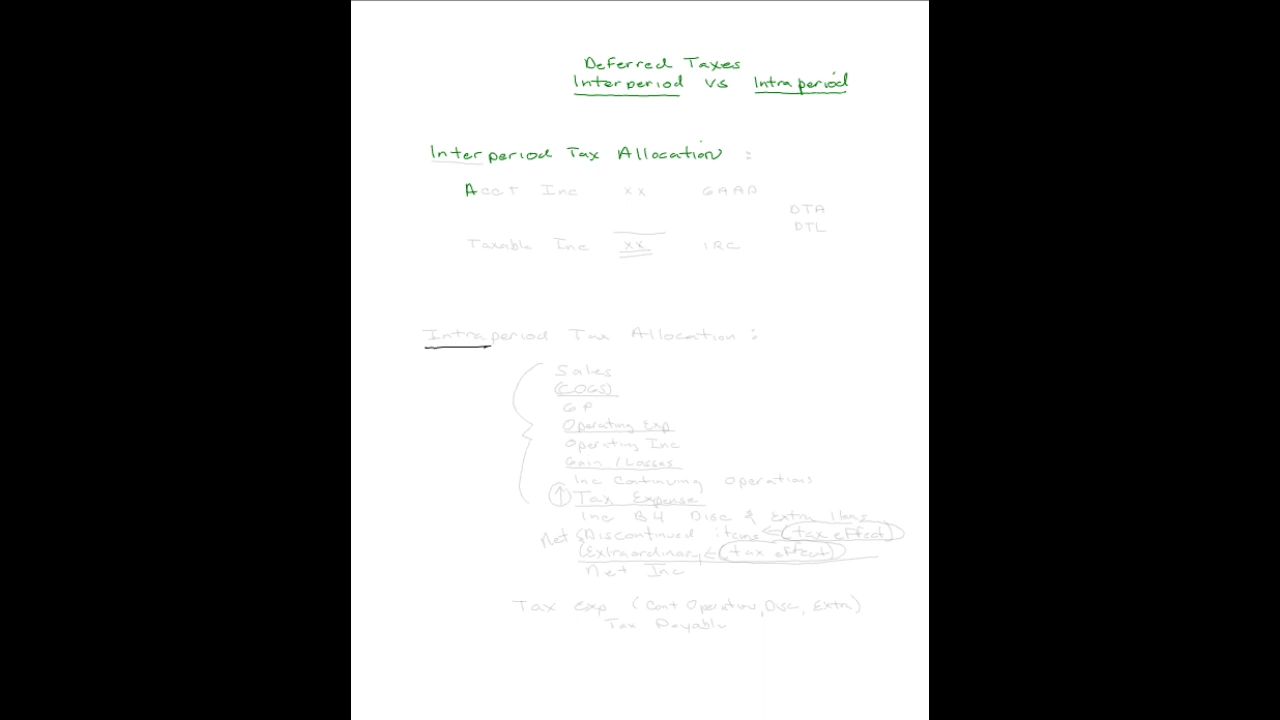 Deferred Taxes
Interperiod vs Intraperiod
Interperiod Tax Allocation :
Acct Inc xx GAAP
DTA
DTL
Taxable Inc xx IRC
Intraperiod Tax Allocation :
Sales
(COGS)
GP
Operating Exp
Operating Inc
Gain / Losses
Inc Continuing Operations
↑ Tax Expense
Inc B4 Disc & Extra Items
Net { Discontinued items ← (tax effect)
Extraordinary ← (tax effect)
Net Inc
Tax Exp (Cont Operations, Disc, Extra)
Tax Payable